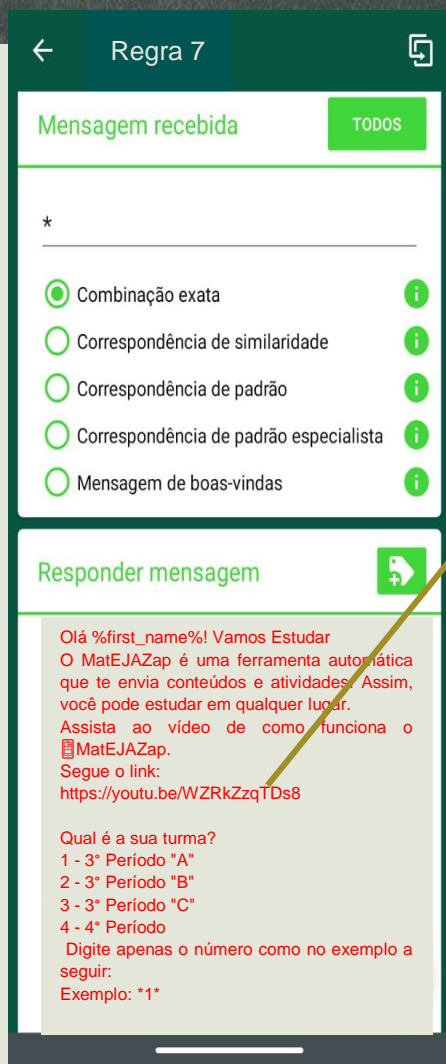 Regra 7
Mensagem recebida
TODOS
*
Combinação exata
Correspondência de similaridade
Correspondência de padrão
Correspondência de padrão especialista
Mensagem de boas-vindas
Responder mensagem
Olá %first_name%! Vamos Estudar
O MatEJAZap é uma ferramenta automática
que te envia conteúdos e atividades. Assim,
você pode estudar em qualquer lugar.
Assista ao vídeo de como funciona o
📱MatEJAZap.
Segue o link:
https://youtu.be/WZRkZzqTDs8
Qual é a sua turma?
1 - 3° Período "A"
2 - 3° Período "B"
3 - 3° Período "C"
4 - 4° Período
Digite apenas o número como no exemplo a
seguir:
Exemplo: *1*